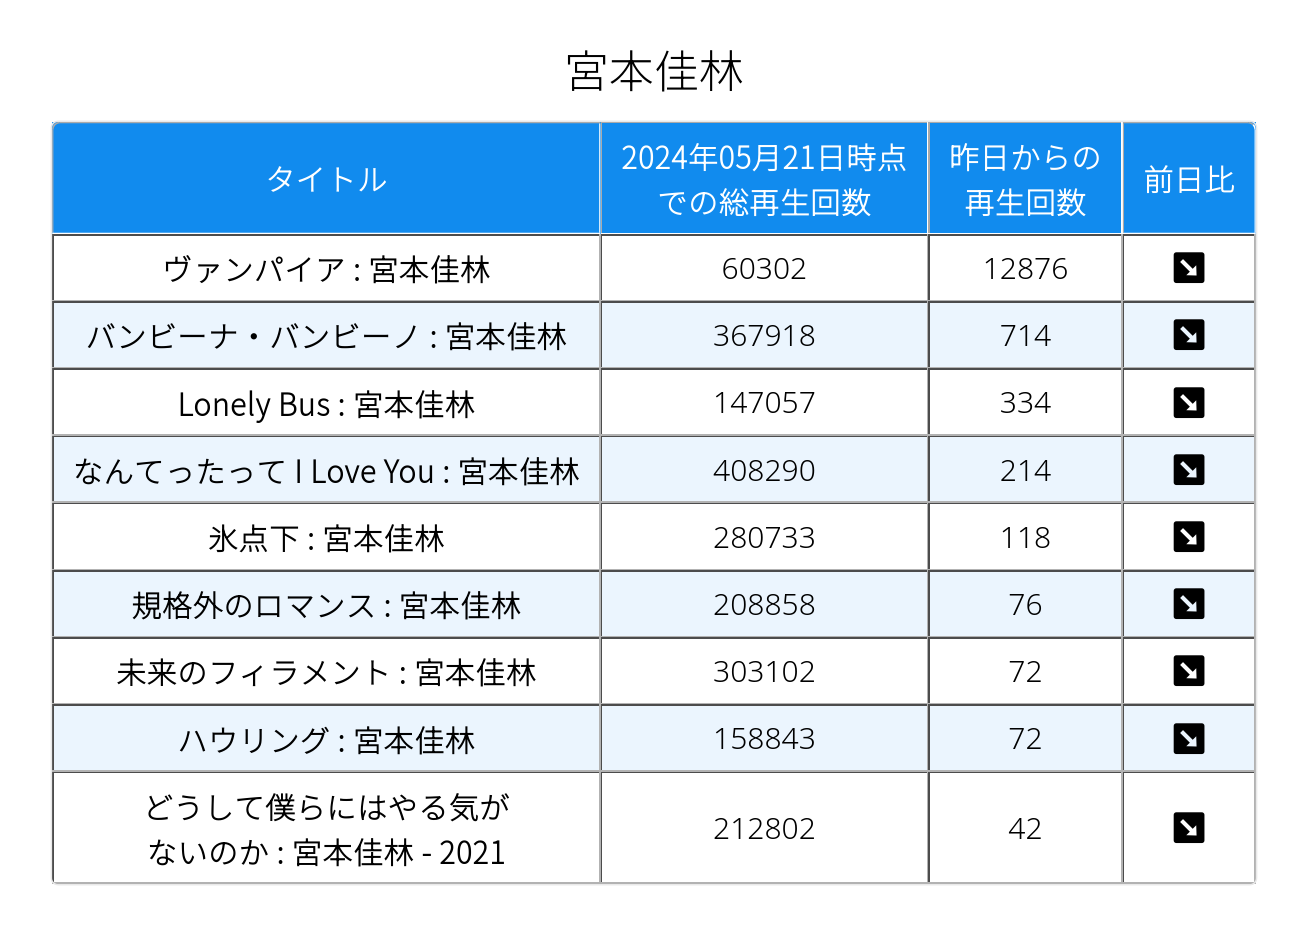 宮本佳林
タイトル
2024年05月21日時点
での総再生回数
昨日からの
再生回数
前日比
ヴァンパイア : 宮本佳林 60302 12876
バンビーナ・バンビーノ : 宮本佳林 367918 714
Lonely Bus : 宮本佳林 147057 334
なんてったって I Love You : 宮本佳林 408290 214
氷点下 : 宮本佳林 280733 118
規格外のロマンス : 宮本佳林 208858 76
未来のフィラメント : 宮本佳林 303102 72
ハウリング : 宮本佳林 158843 72
どうして僕らにはやる気が
ないのか : 宮本佳林 - 2021
212802 42